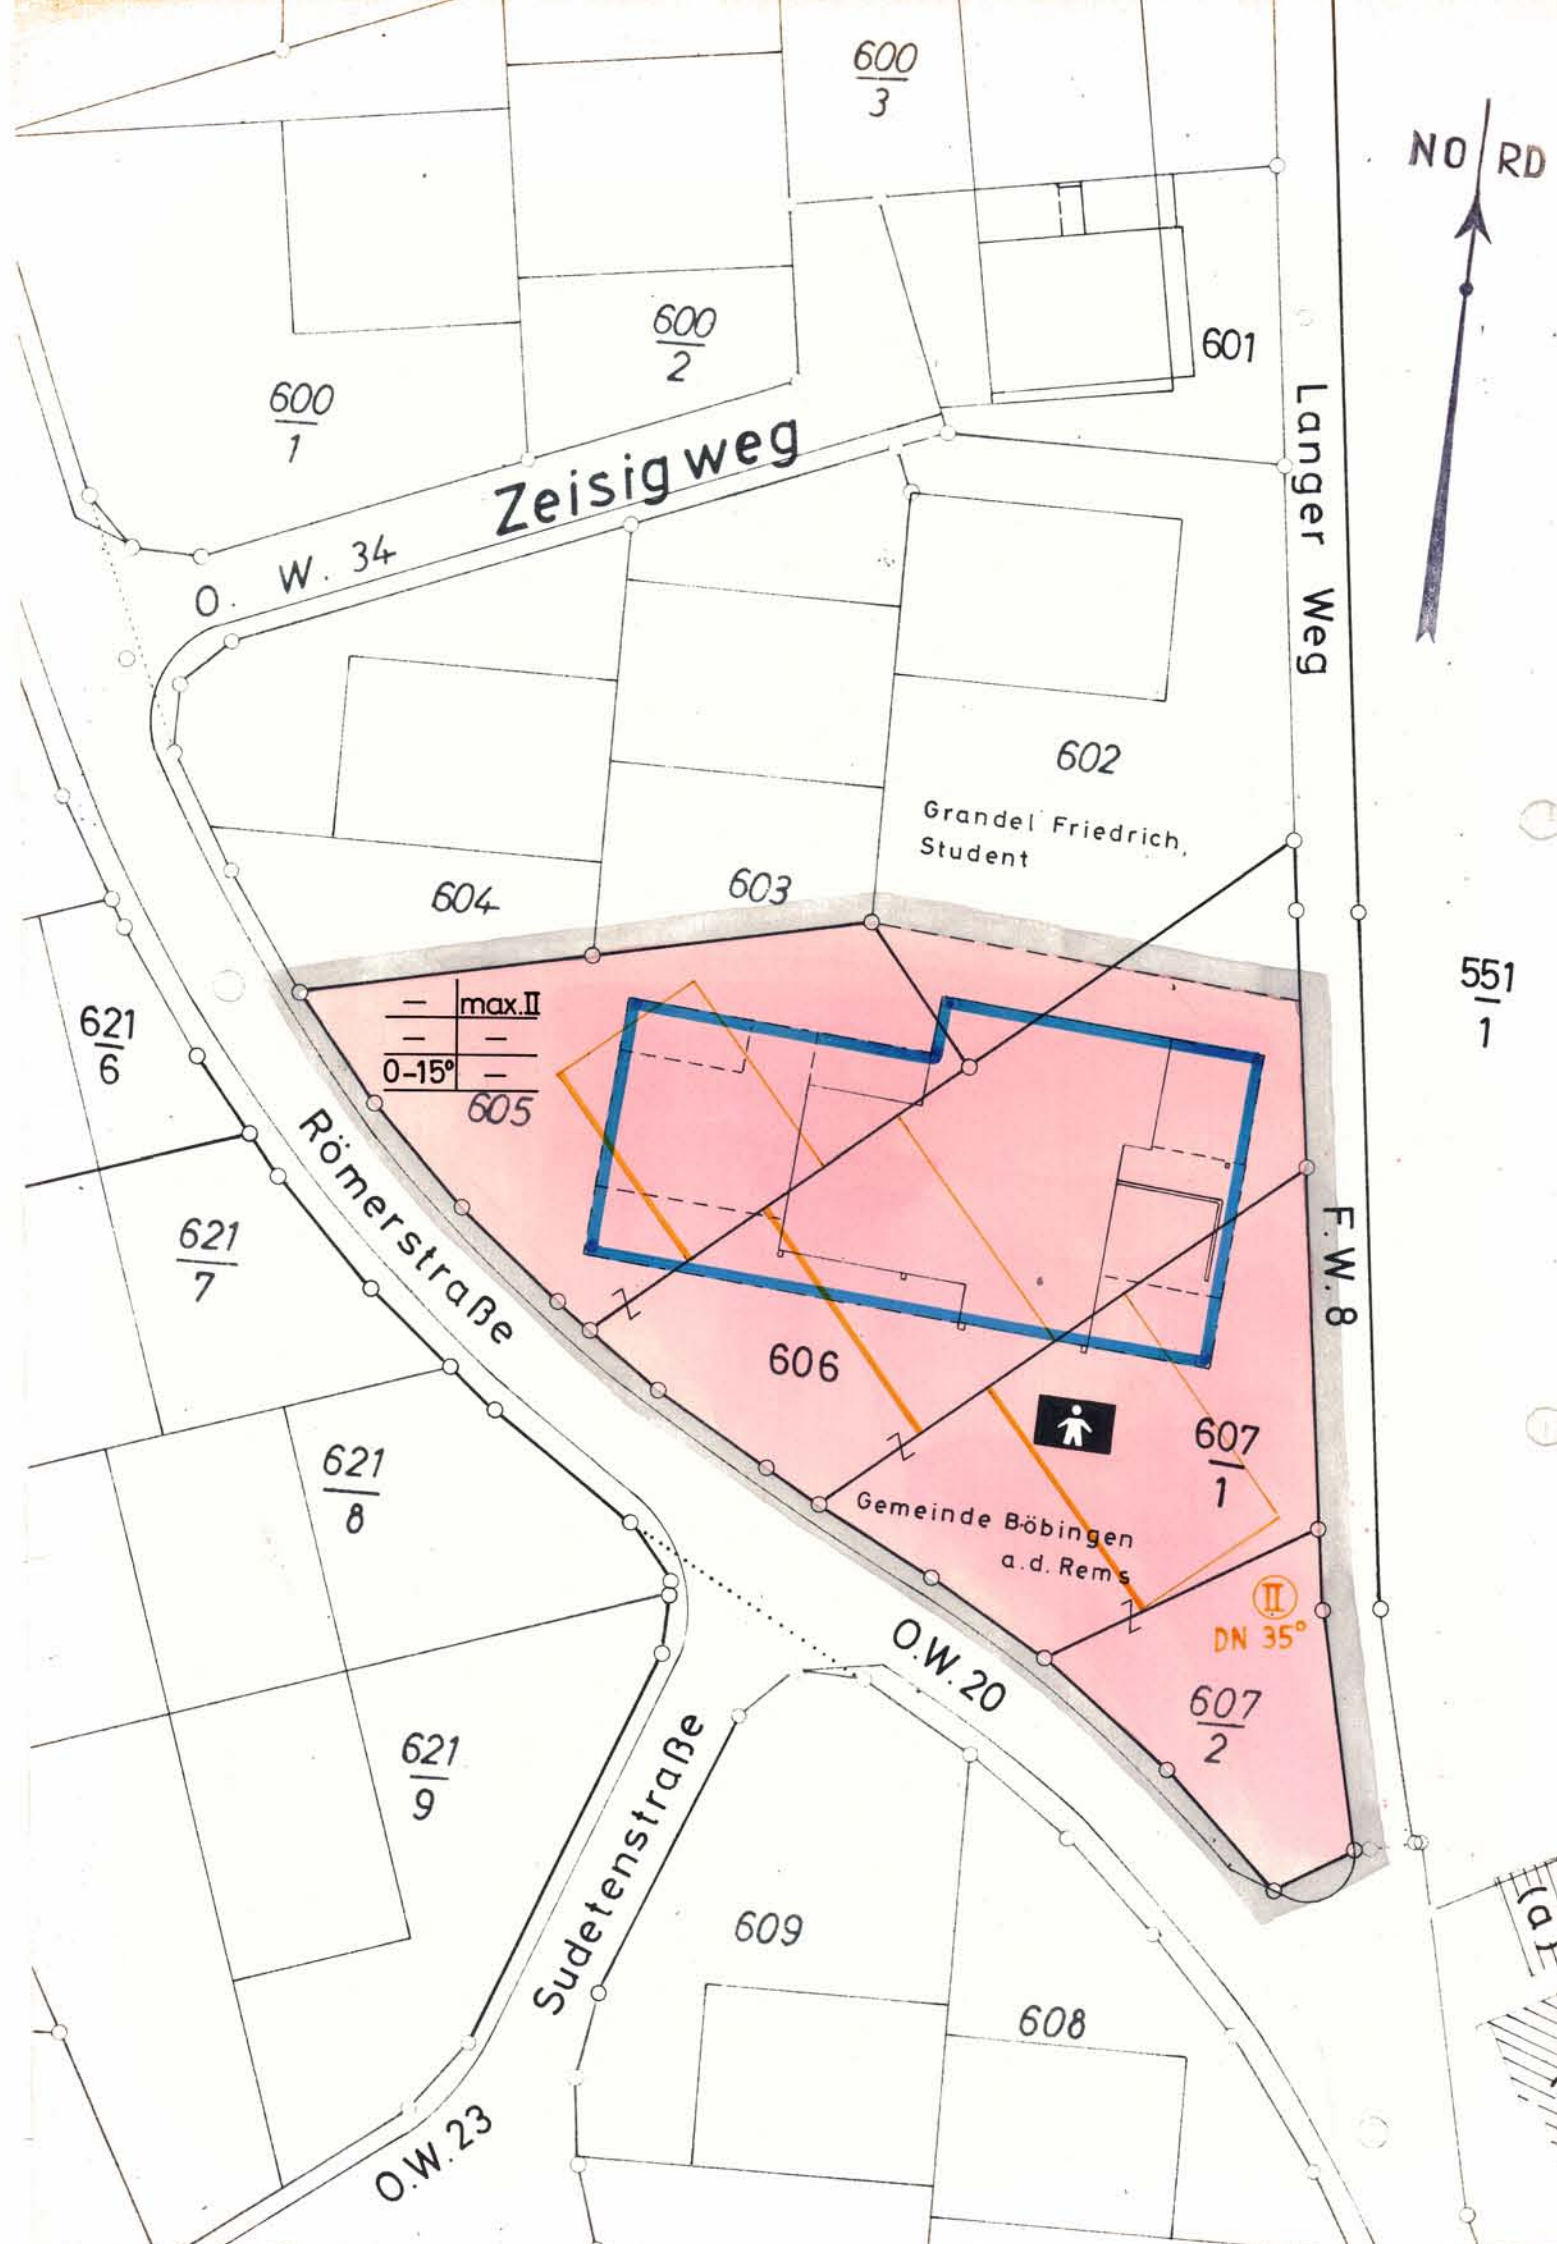 600
3
NO RD
600
2
601
600
1
Zeisigweg
Langer Weg
O. W. 34
602
Grandel Friedrich,
Student
603
604
551
1
– max.II
– –
0-15° –
605
621
6
Römerstraße
621
7
F.W.8
606
607
1
621
8
Gemeinde Böbingen
a.d. Rems
II
DN 35°
O.W.20
607
2
621
9
Sudetenstraße
609
608
O.W.23